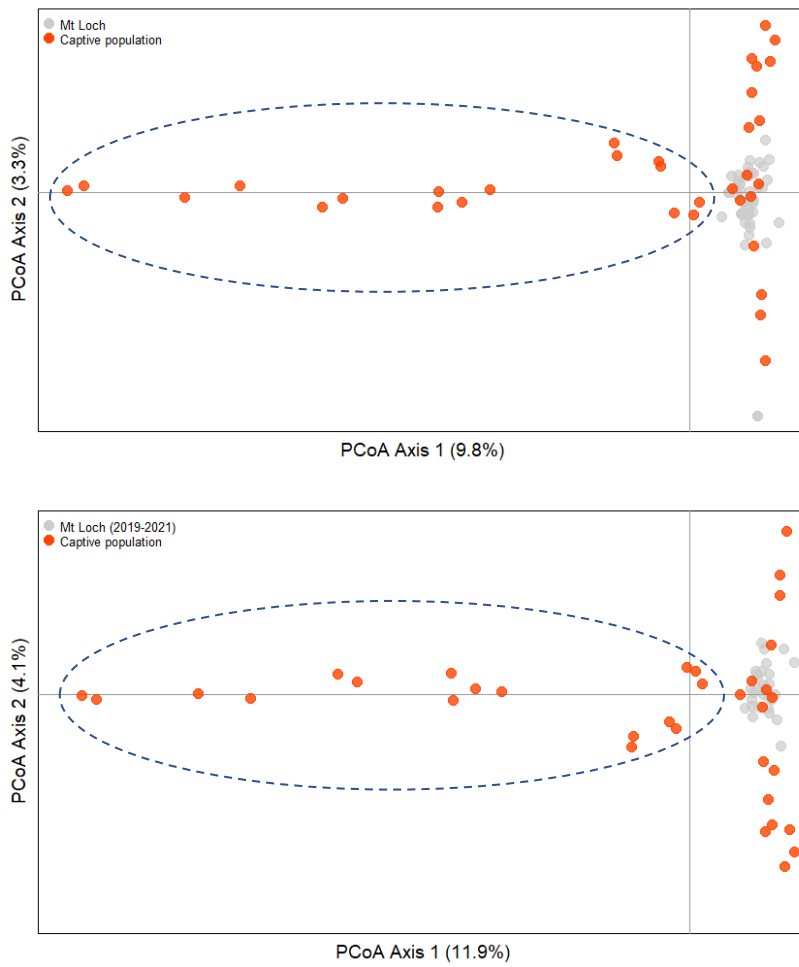 Mt Loch
Captive population
PCoA Axis 2 (3.3%)
PCoA Axis 1 (9.8%)
Mt Loch (2019-2021)
Captive population
PCoA Axis 2 (4.1%)
PCoA Axis 1 (11.9%)